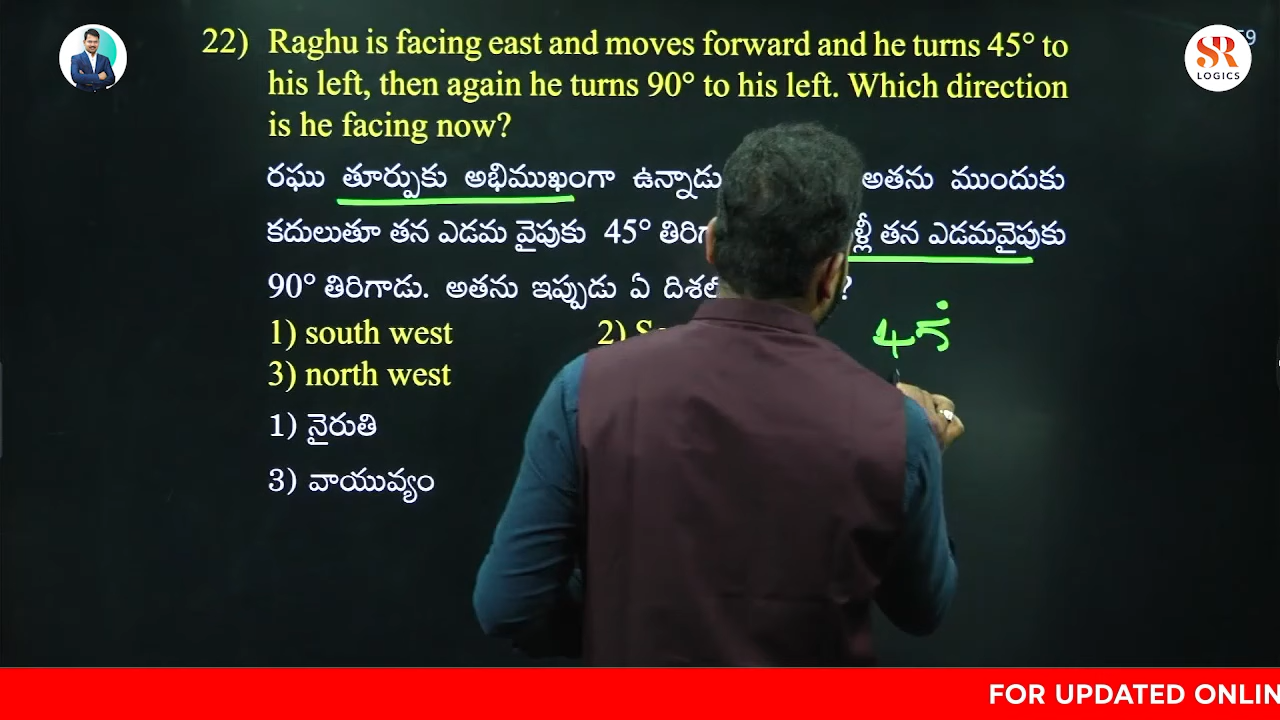 22) Raghu is facing east and moves forward and he turns 45° to
his left, then again he turns 90° to his left. Which direction
is he facing now?
రఘు తూర్పుకు అభిముఖంగా ఉన్నాడు అతను ముందుకు
కదులుతూ తన ఎడమ వైపుకు 45° తన ఎడమవైపుకు
90° తిరిగాడు. అతను ఇప్పుడు ఏ ?
1) south west 2) 45°
3) north west
1) నైరుతి
3) వాయువ్యం
SR
LOGICS
FOR UPDATED